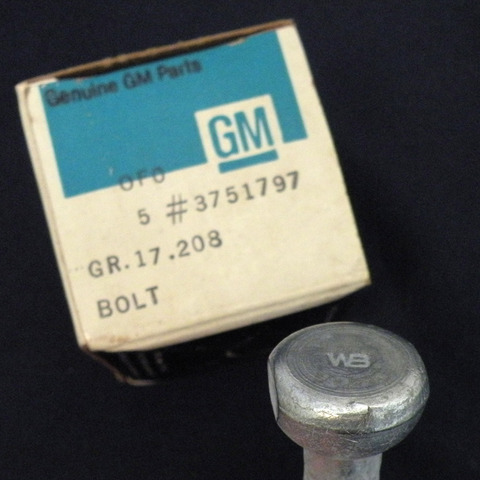 Genuine GM Parts
GM
OFO
5 #3751797
GR.17.208
BOLT
WB